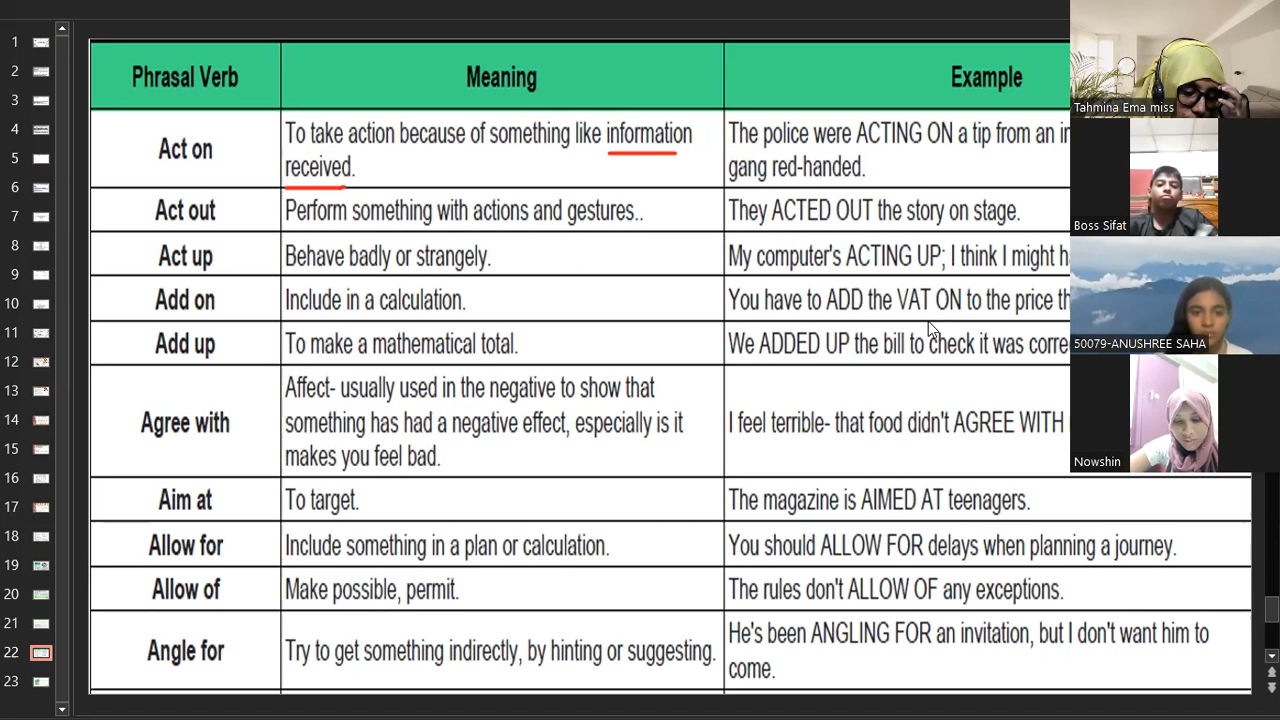 1
2
3
4
5
6
7
8
9
10
11
12
13
14
15
16
17
18
19
20
21
22
23
Phrasal Verb Meaning Example
Act on
To take action because of something like information
received.
The police were ACTING ON a tip from an
gang red-handed.
Act out Perform something with actions and gestures.. They ACTED OUT the story on stage.
Act up Behave badly or strangely. My computer's ACTING UP; I think I might
Add on Include in a calculation. You have to ADD the VAT ON to the price
Add up To make a mathematical total. We ADDED UP the bill to check it was
Agree with
Affect- usually used in the negative to show that
something has had a negative effect, especially is it
makes you feel bad.
I feel terrible- that food didn't AGREE WITH
Aim at To target. The magazine is AIMED AT teenagers.
Allow for Include something in a plan or calculation. You should ALLOW FOR delays when planning a journey.
Allow of Make possible, permit. The rules don't ALLOW OF any exceptions.
Angle for Try to get something indirectly, by hinting or suggesting.
He's been ANGLING FOR an invitation, but I don't want him to
come.
Tahmina Ema miss
Boss Sifat
50079-ANUSHREE SAHA
Nowshin